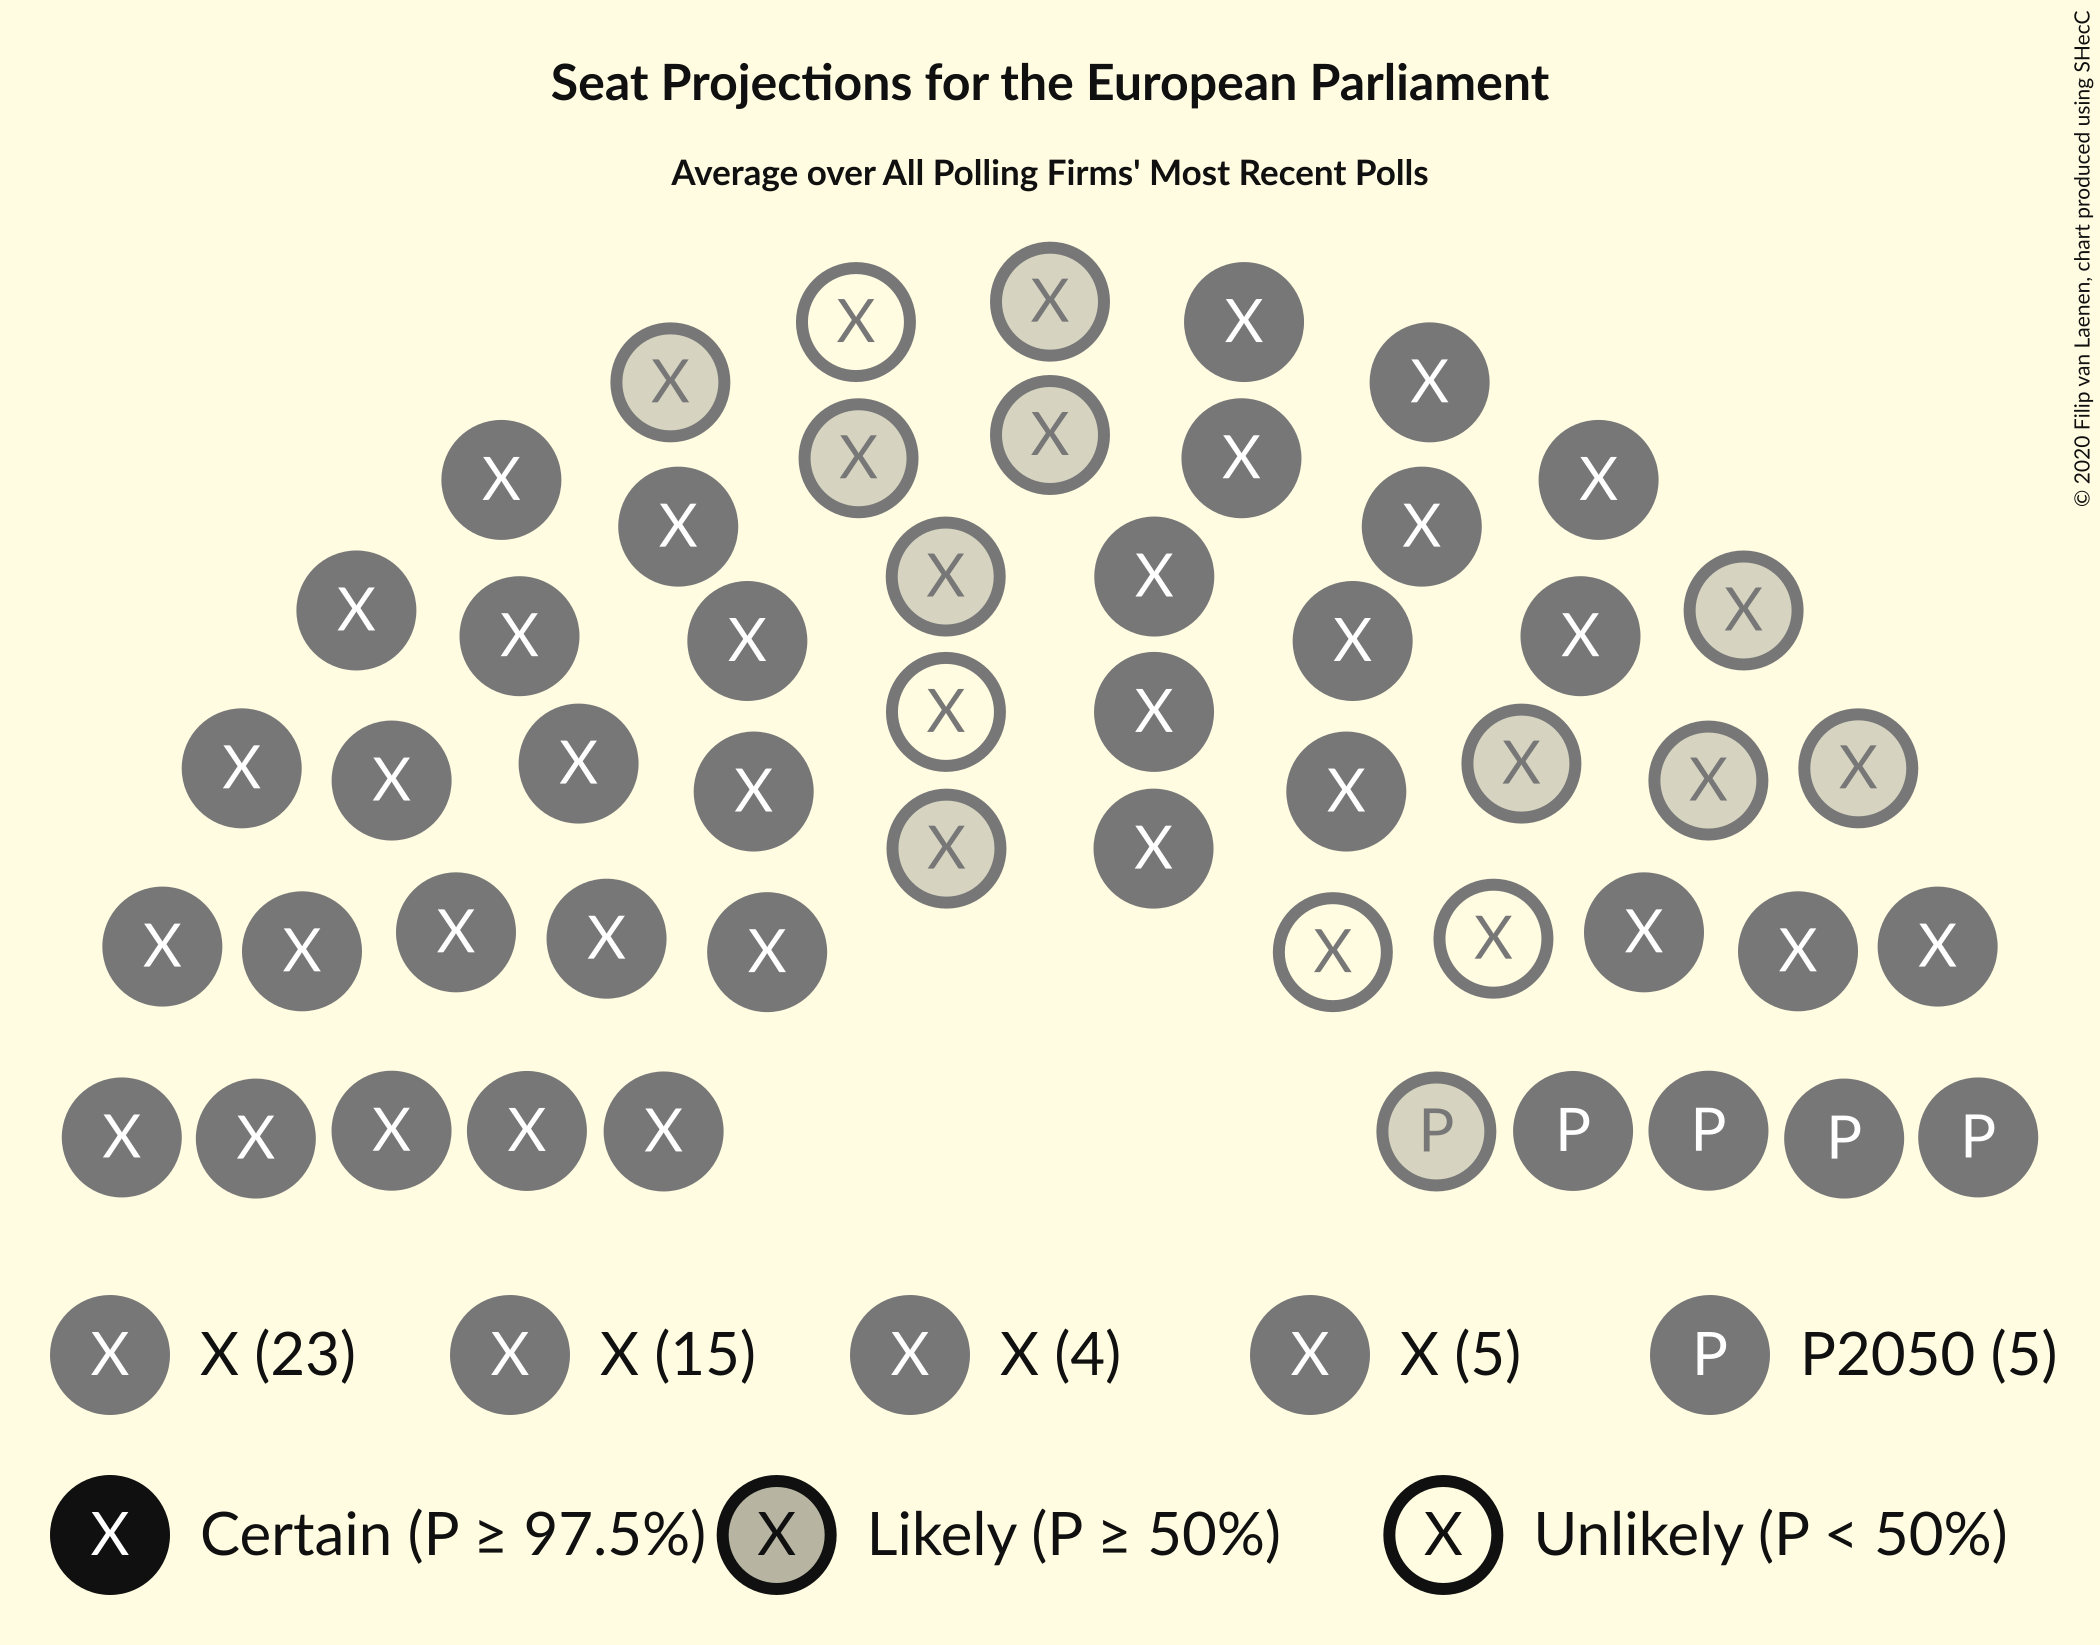 Seat Projections for the European Parliament
Average over All Polling Firms' Most Recent Polls
X X X
X X
X X X
X X
X X
X X
X X
X X X X
X X
X X X X X X X X
X X
X X X X X X X X X X
X X X X X P P P P P
X X (23) X X (15) X X (4) X X (5) P P2050 (5)
X Certain (P ≥ 97.5%) X Likely (P ≥ 50%) X Unlikely (P < 50%)
© 2020 Filip van Laenen, chart produced using SHecC